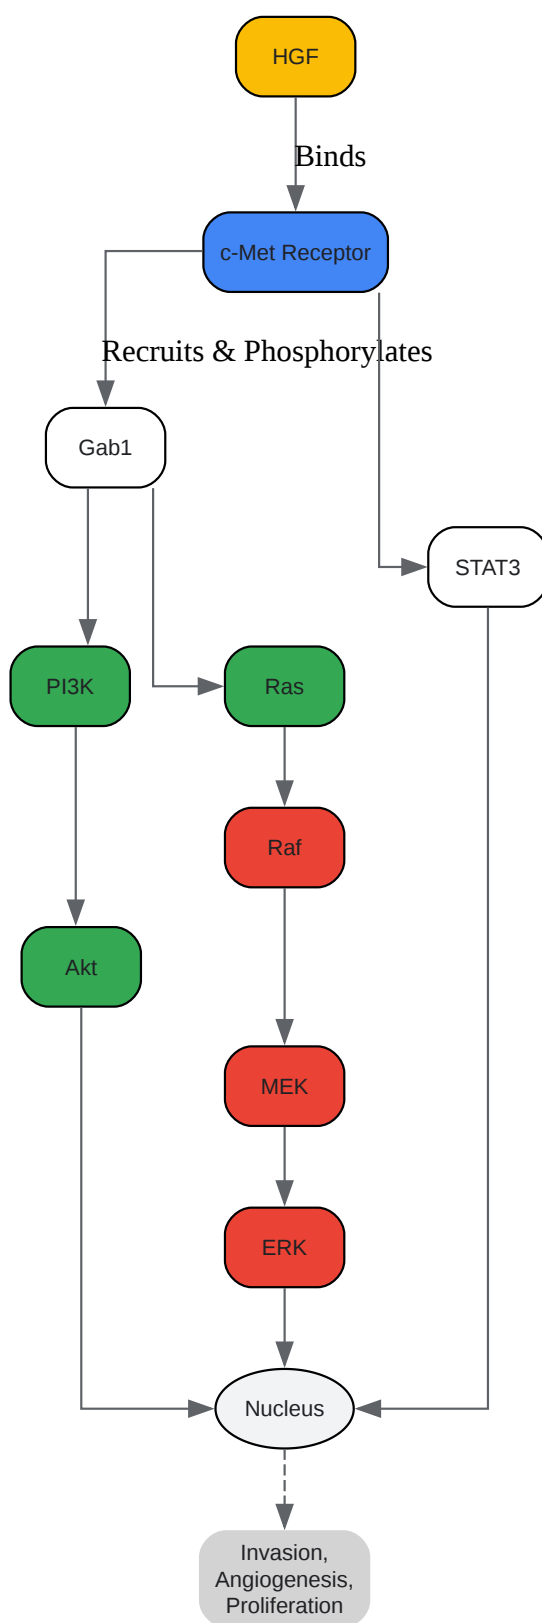 HGF
Binds
c-Met Receptor
Recruits & Phosphorylates
Gab1
STAT3
PI3K
Ras
Raf
Akt
MEK
ERK
Nucleus
Invasion,
Angiogenesis,
Proliferation